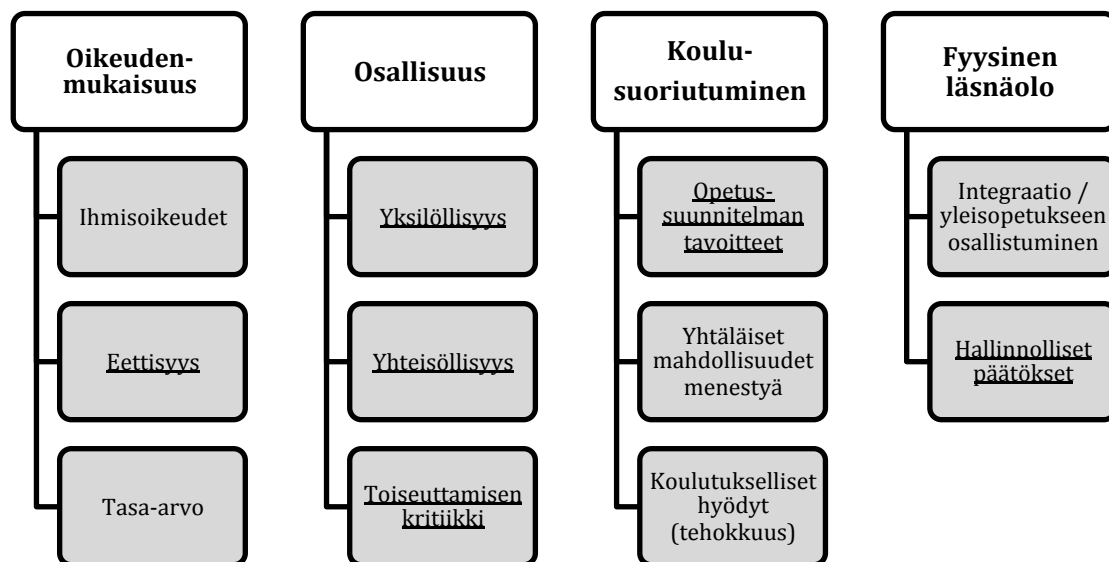 Oikeuden-
mukaisuus
Ihmisoikeudet
Eettisyys
Tasa-arvo
Osallisuus
Yksilöllisyys
Yhteisöllisyys
Toiseuttamisen
kritiikki
Koulu-
suoriutuminen
Opetus-
suunnitelman
tavoitteet
Yhtäläiset
mahdollisuudet
menestyä
Koulutukselliset
hyödyt
(tehokkuus)
Fyysinen
läsnäolo
Integraatio /
yleisopetukseen
osallistuminen
Hallinnolliset
päätökset